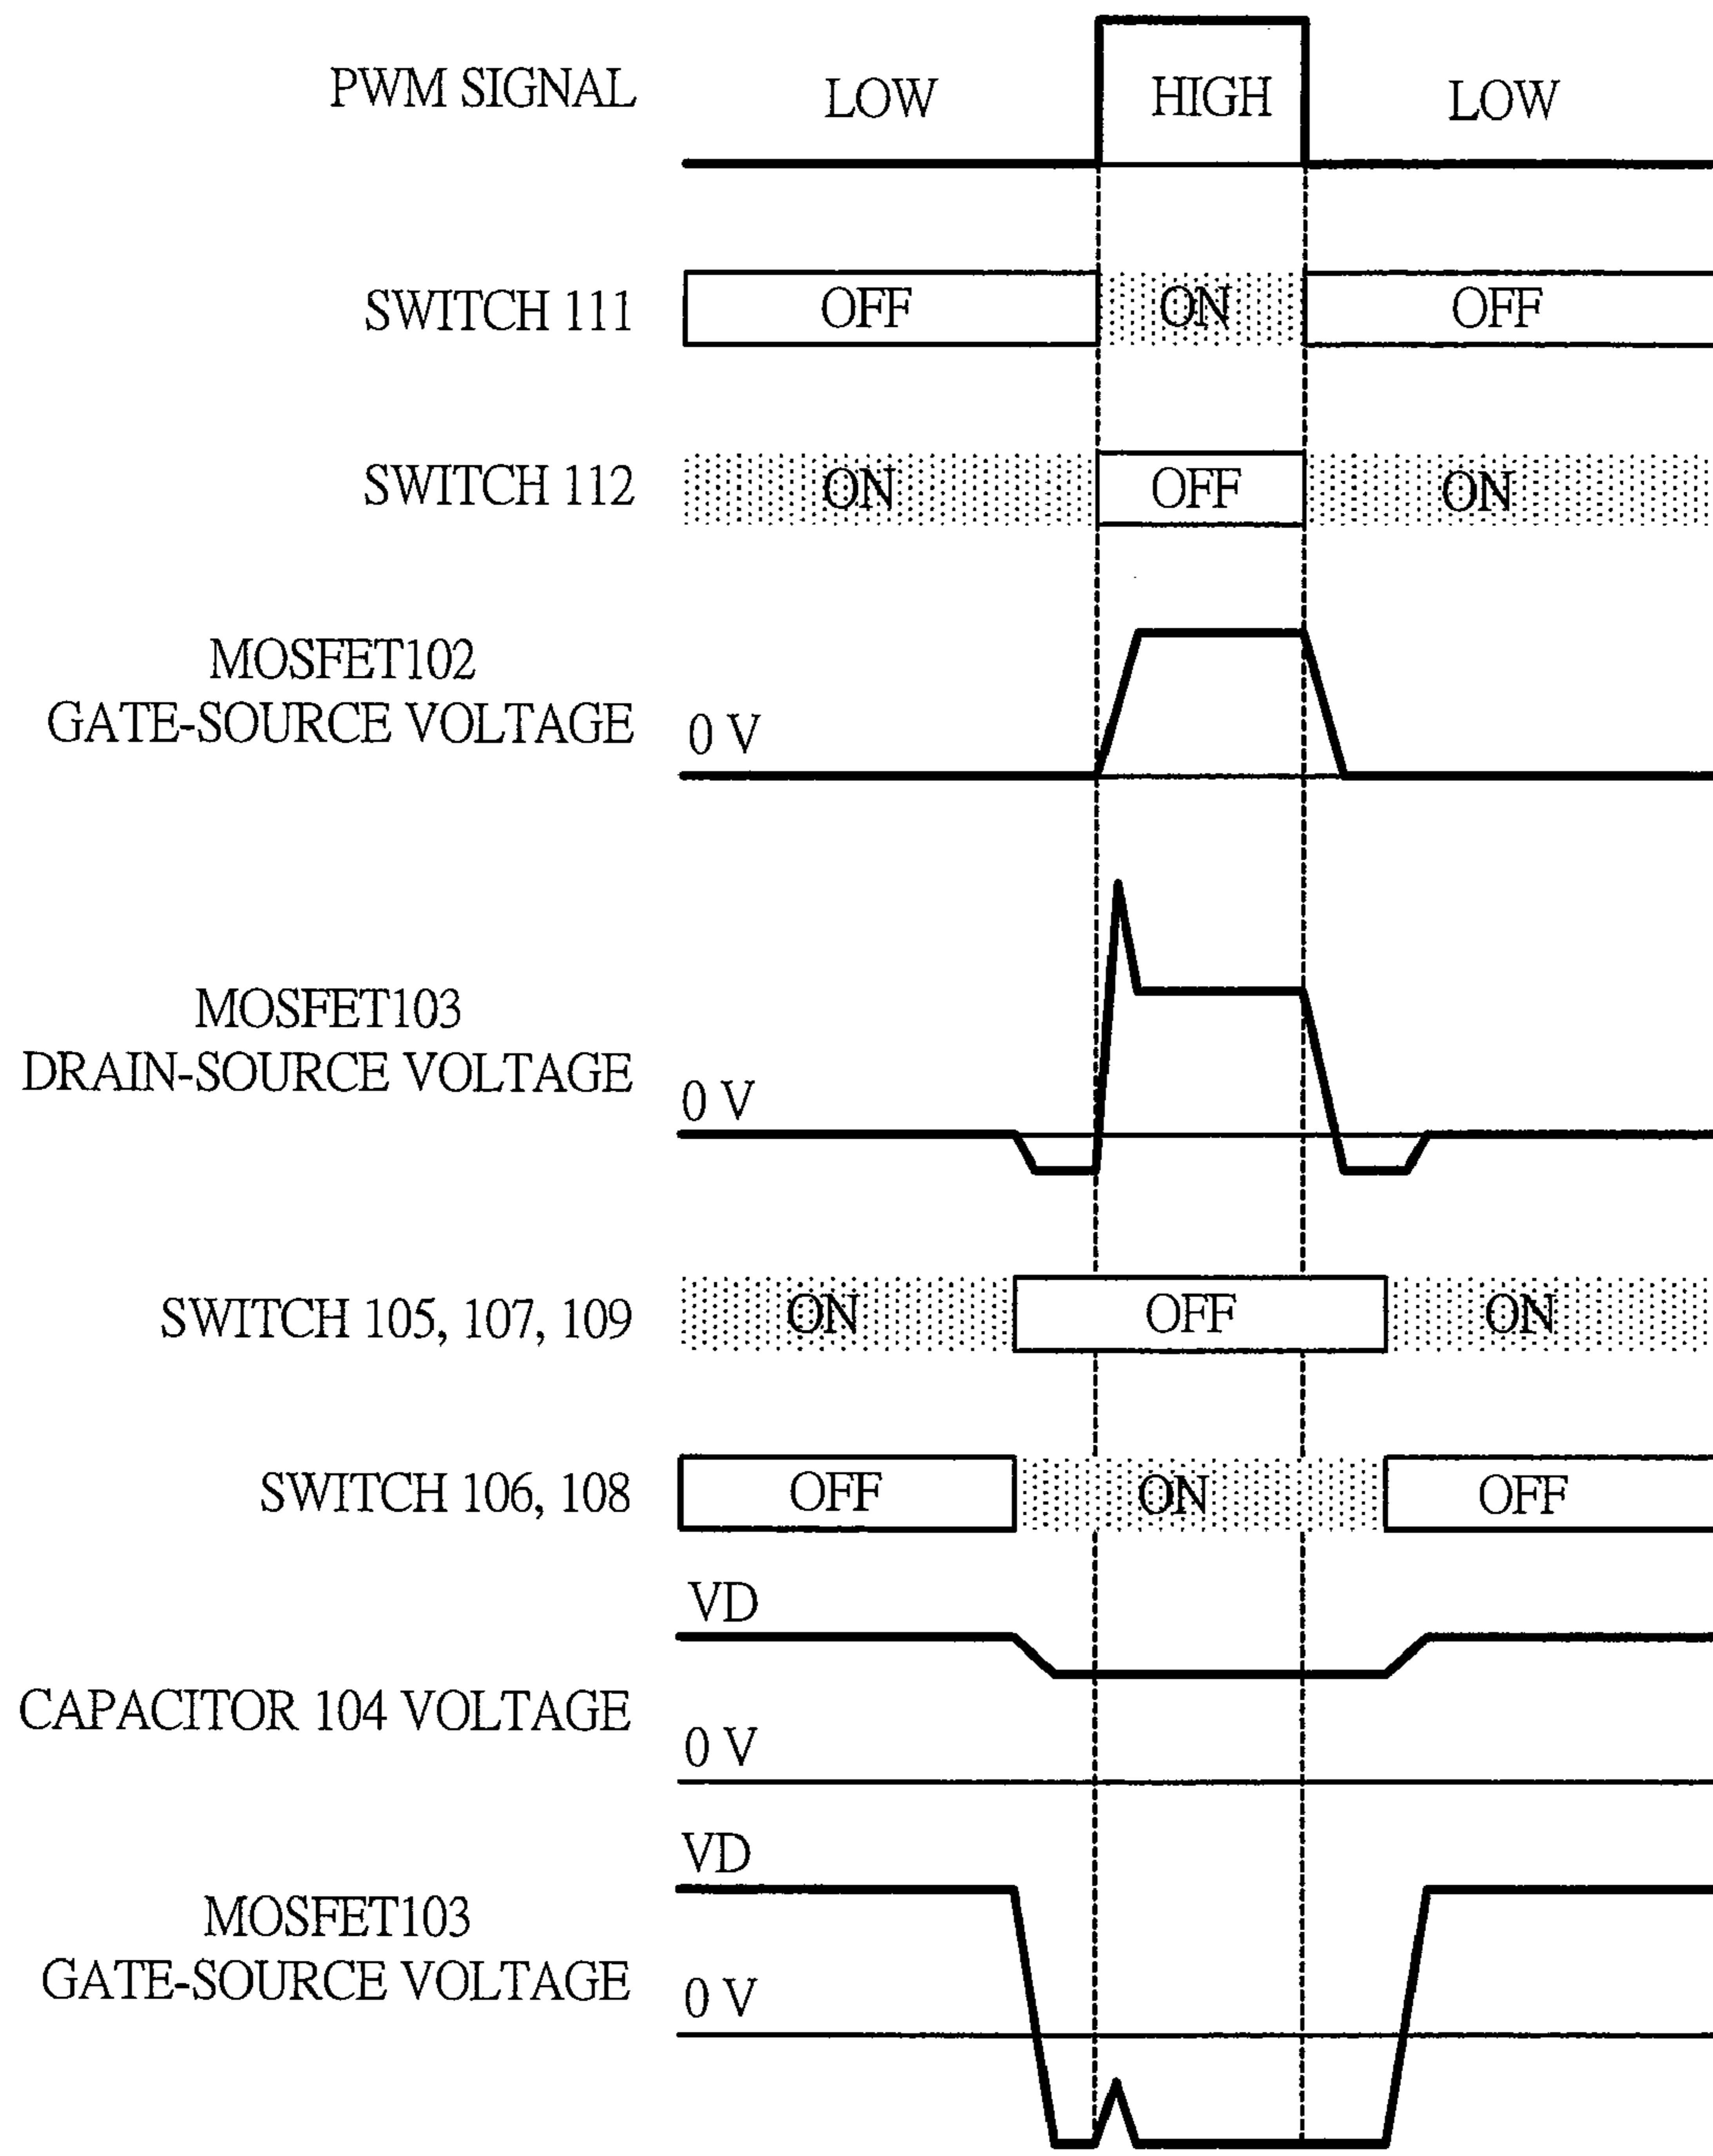 PWM SIGNAL LOW HIGH LOW
SWITCH 111 OFF ON OFF
SWITCH 112 ON OFF ON
MOSFET102
GATE-SOURCE VOLTAGE 0 V
MOSFET103
DRAIN-SOURCE VOLTAGE 0 V
SWITCH 105, 107, 109 ON OFF ON
SWITCH 106, 108 OFF ON OFF
VD
CAPACITOR 104 VOLTAGE
0 V
VD
MOSFET103
GATE-SOURCE VOLTAGE 0 V